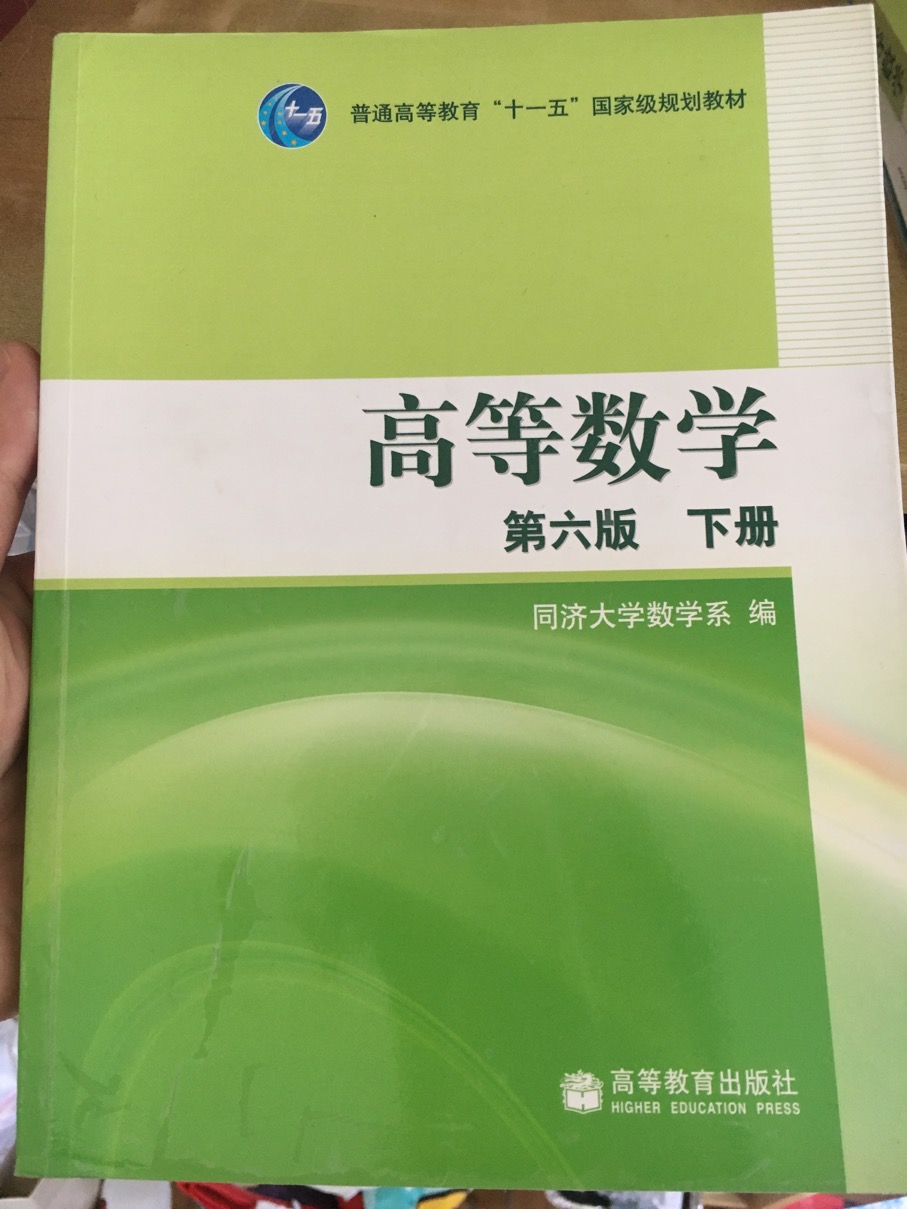 十一五
普通高等教育“十一五”国家级规划教材
高等数学
第六版 下册
同济大学数学系 编
高等教育出版社
HIGHER EDUCATION PRESS